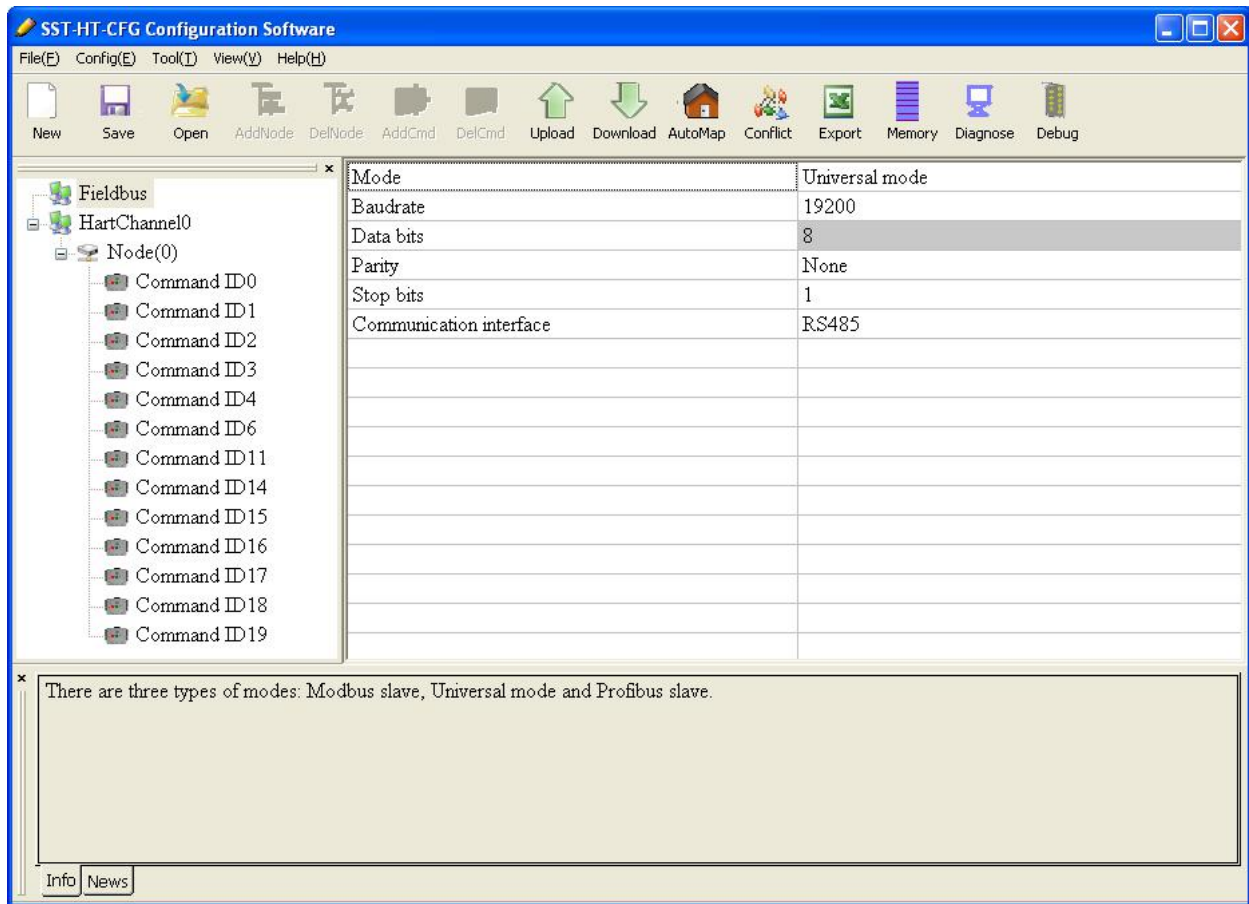 SST-HT-CFG Configuration Software
File(F) Config(E) Tool(T) View(V) Help(H)
New Save Open AddNode DelNode AddCmd DelCmd Upload Download AutoMap Conflict Export Memory Diagnose Debug
Fieldbus
HartChannel0
Node(0)
Command ID0
Command ID1
Command ID2
Command ID3
Command ID4
Command ID6
Command ID11
Command ID14
Command ID15
Command ID16
Command ID17
Command ID18
Command ID19
Mode Universal mode
Baudrate 19200
Data bits 8
Parity None
Stop bits 1
Communication interface RS485
There are three types of modes: Modbus slave, Universal mode and Profibus slave.
Info News